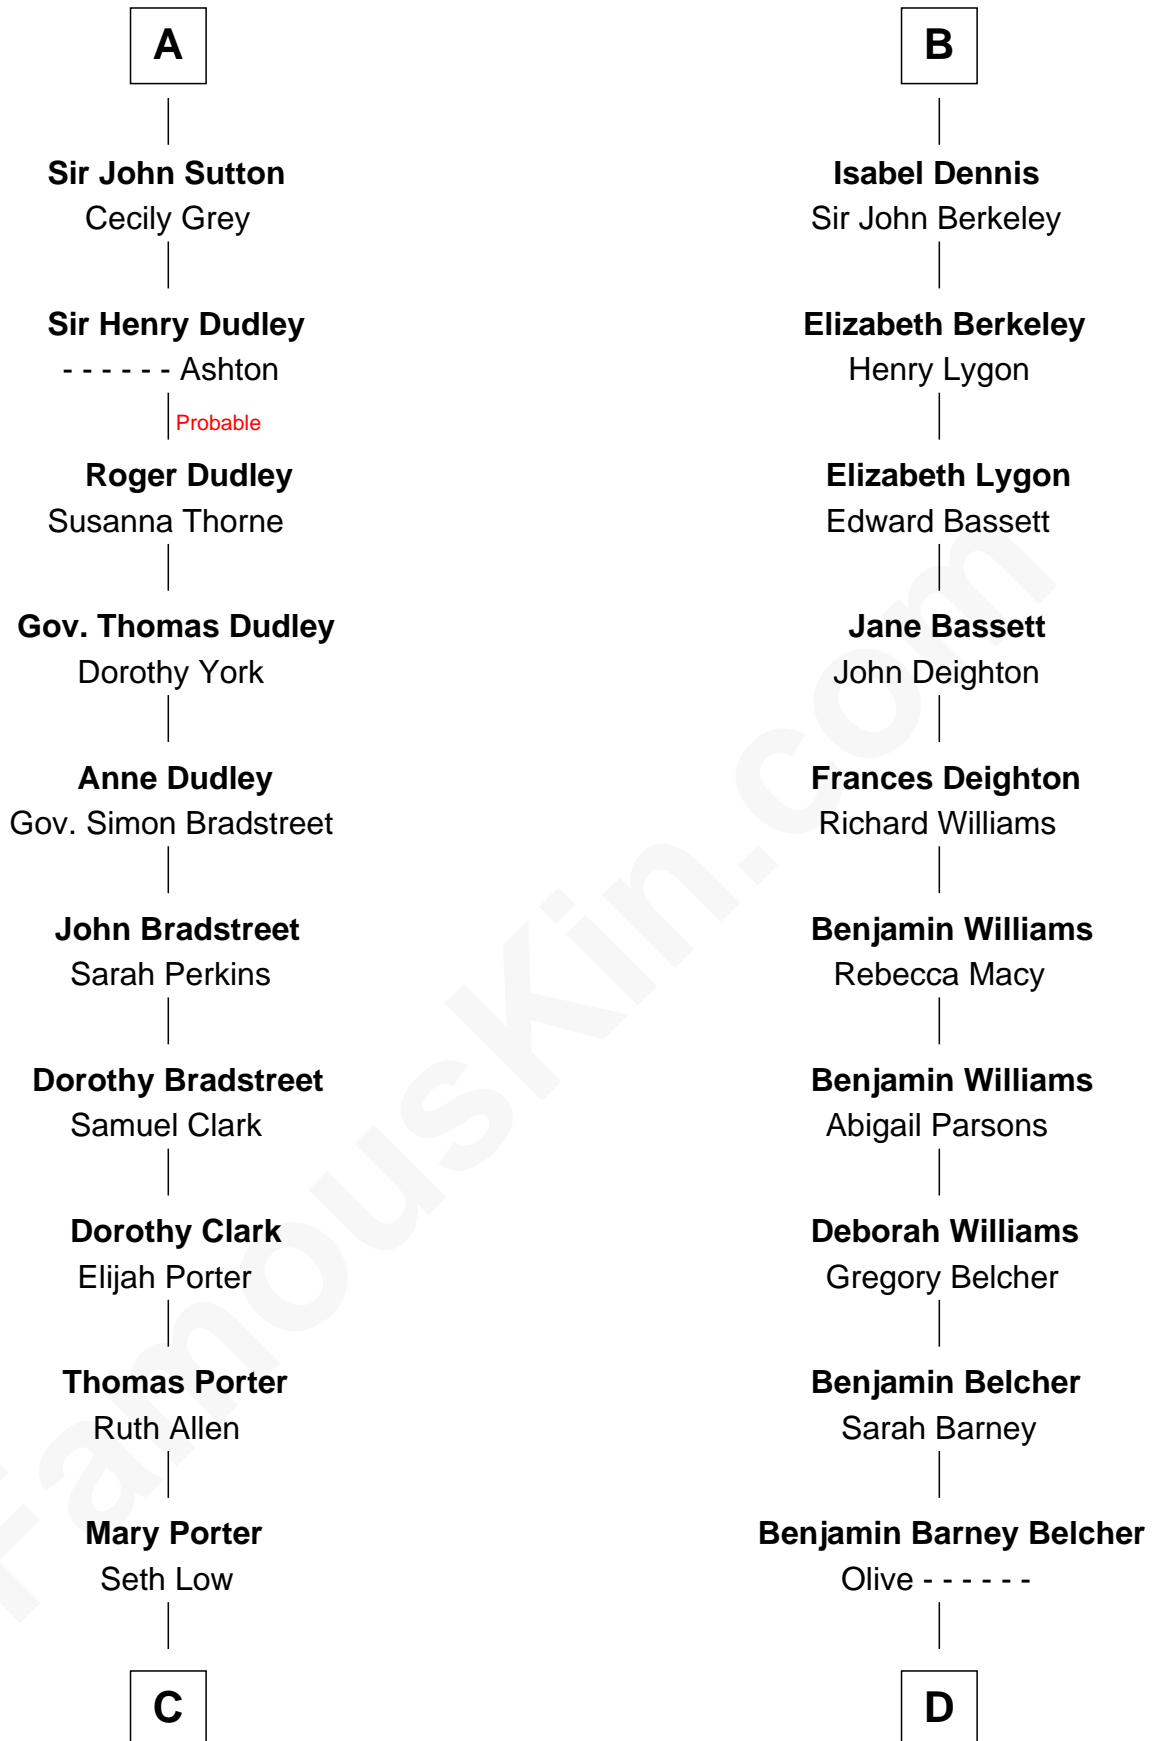 A
Sir John Sutton
Cecily Grey
Sir Henry Dudley
- - - - - - Ashton
Probable
Roger Dudley
Susanna Thorne
Gov. Thomas Dudley
Dorothy York
Anne Dudley
Gov. Simon Bradstreet
John Bradstreet
Sarah Perkins
Dorothy Bradstreet
Samuel Clark
Dorothy Clark
Elijah Porter
Thomas Porter
Ruth Allen
Mary Porter
Seth Low
C
B
Isabel Dennis
Sir John Berkeley
Elizabeth Berkeley
Henry Lygon
Elizabeth Lygon
Edward Bassett
Jane Bassett
John Deighton
Frances Deighton
Richard Williams
Benjamin Williams
Rebecca Macy
Benjamin Williams
Abigail Parsons
Deborah Williams
Gregory Belcher
Benjamin Belcher
Sarah Barney
Benjamin Barney Belcher
Olive - - - - - -
D
FamousKin.com